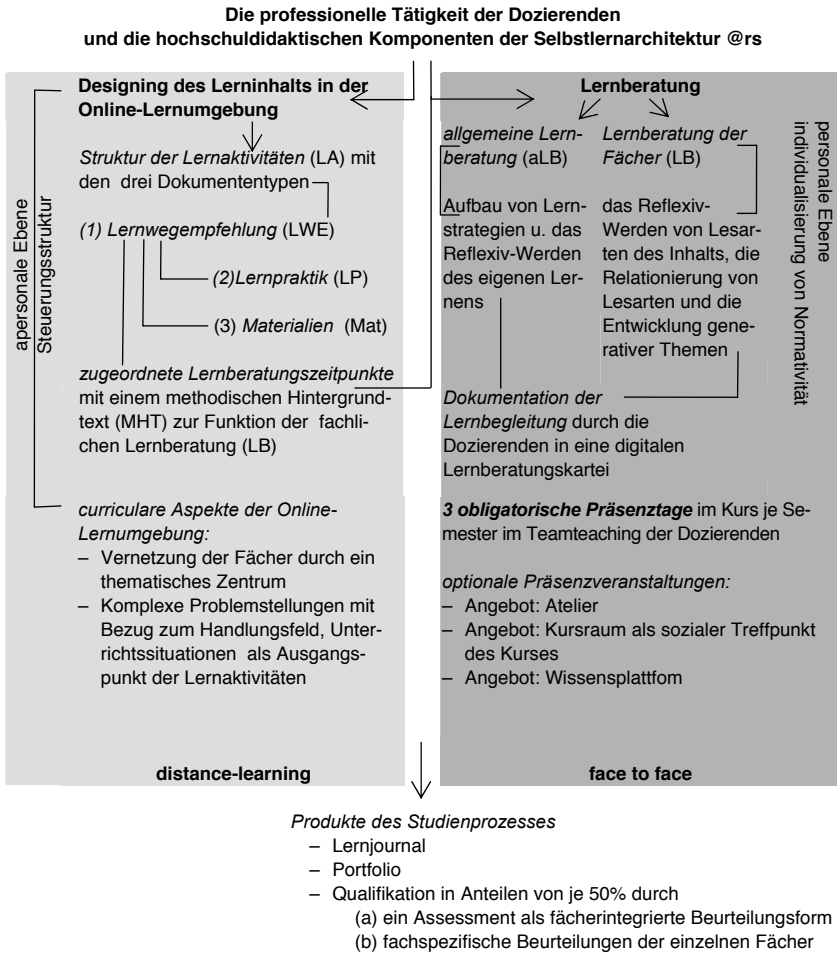 Die professionelle Tätigkeit der Dozierenden
und die hochschuldidaktischen Komponenten der Selbstlernarchitektur @rs
apersonale Ebene
Steuerungsstruktur
Designing des Lerninhalts in der
Online-Lernumgebung
Struktur der Lernaktivitäten (LA) mit
den drei Dokumententypen
(1) Lernwegempfehlung (LWE)
(2)Lernpraktik (LP)
(3) Materialien (Mat)
zugeordnete Lernberatungszeitpunkte
mit einem methodischen Hintergrund-
text (MHT) zur Funktion der fachli-
chen Lernberatung (LB)
curriculare Aspekte der Online-
Lernumgebung:
– Vernetzung der Fächer durch ein
thematisches Zentrum
– Komplexe Problemstellungen mit
Bezug zum Handlungsfeld, Unter-
richtssituationen als Ausgangs-
punkt der Lernaktivitäten
distance-learning
Lernberatung
allgemeine Lern-
beratung (aLB)
Aufbau von Lern-
strategien u. das
Reflexiv-Werden
des eigenen Ler-
nens
Lernberatung der
Fächer (LB)
das Reflexiv-
Werden von Lesar-
ten des Inhalts, die
Relationierung von
Lesarten und die
Entwicklung gene-
rativer Themen
Dokumentation der
Lernbegleitung durch die
Dozierenden in eine digitalen
Lernberatungskartei
3 obligatorische Präsenztage im Kurs je Se-
mester im Teamteaching der Dozierenden
optionale Präsenzveranstaltungen:
– Angebot: Atelier
– Angebot: Kursraum als sozialer Treffpunkt
des Kurses
– Angebot: Wissensplattfom
face to face
personale Ebene
individualisierung von Normativität
Produkte des Studienprozesses
– Lernjournal
– Portfolio
– Qualifikation in Anteilen von je 50% durch
(a) ein Assessment als fächerintegrierte Beurteilungsform
(b) fachspezifische Beurteilungen der einzelnen Fächer